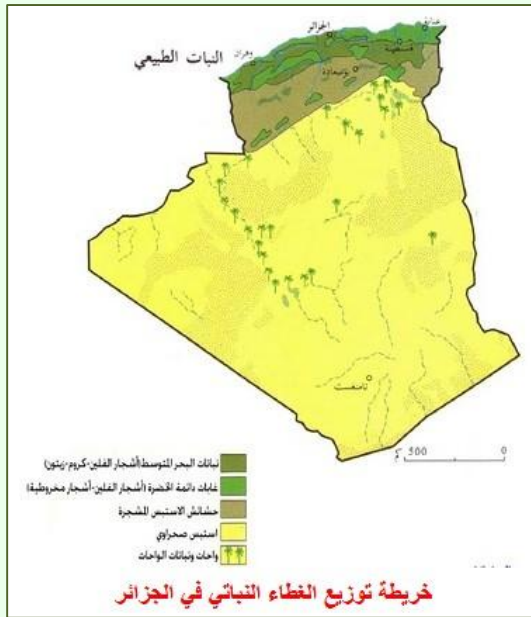 الجزائر
عنابة
قسنطينة
وهران
النبات الطبيعي
بوسعادة
تامنغست
0 500 كم
نباتات البحر المتوسط(أشجار الفلين-كروم-زيتون)
غابات دائمة الخضرة (أشجار الفلين-أشجار مخروطية)
حشائش الاستبس المشجرة
استبس صحراوي
واحات ونباتات الواحات
خريطة توزيع الغطاء النباتي في الجزائر